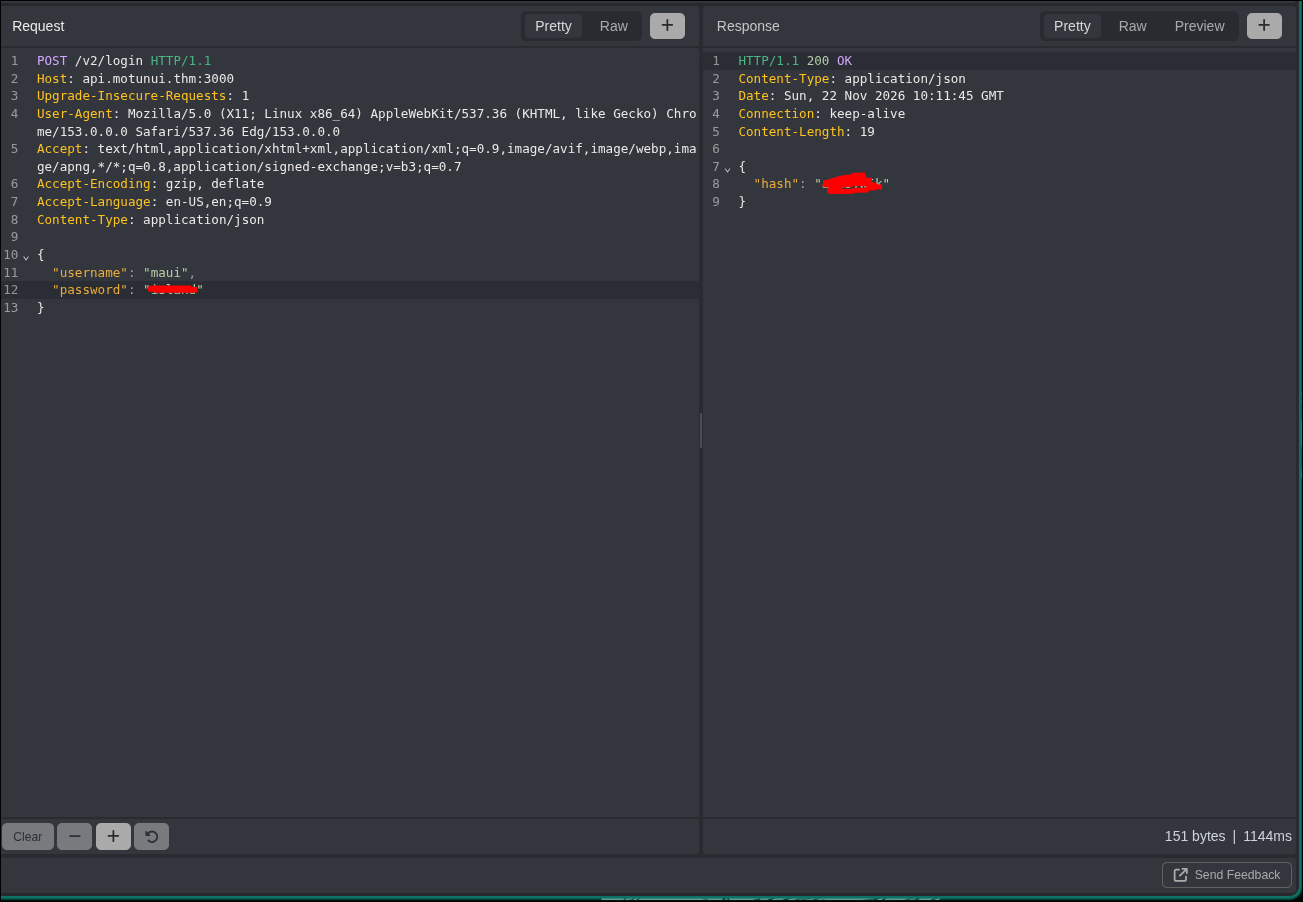 Request Pretty Raw +
1 POST /v2/login HTTP/1.1
2 Host: api.motunui.thm:3000
3 Upgrade-Insecure-Requests: 1
4 User-Agent: Mozilla/5.0 (X11; Linux x86_64) AppleWebKit/537.36 (KHTML, like Gecko) Chro
me/153.0.0.0 Safari/537.36 Edg/153.0.0.0
5 Accept: text/html,application/xhtml+xml,application/xml;q=0.9,image/avif,image/webp,ima
ge/apng,*/*;q=0.8,application/signed-exchange;v=b3;q=0.7
6 Accept-Encoding: gzip, deflate
7 Accept-Language: en-US,en;q=0.9
8 Content-Type: application/json
9
10 {
11 "username": "maui",
12 "password": "
13 }
Clear − +
Response Pretty Raw Preview +
1 HTTP/1.1 200 OK
2 Content-Type: application/json
3 Date: Sun, 22 Nov 2026 10:11:45 GMT
4 Connection: keep-alive
5 Content-Length: 19
6
7 {
8 "hash": "
9 }
151 bytes | 1144ms
Send Feedback